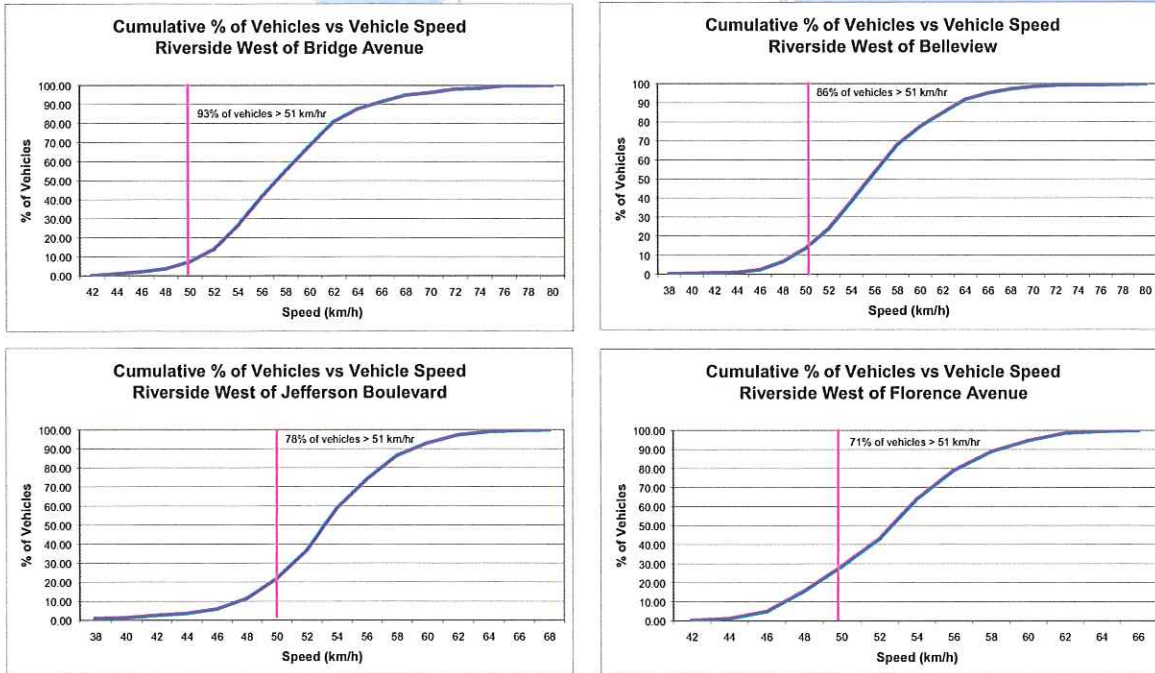 Cumulative % of Vehicles vs Vehicle Speed
Riverside West of Bridge Avenue
% of Vehicles
100.00
90.00
80.00
70.00
60.00
50.00
40.00
30.00
20.00
10.00
0.00
93% of vehicles > 51 km/hr
42 44 46 48 50 52 54 56 58 60 62 64 66 68 70 72 74 76 78 80
Speed (km/h)
Cumulative % of Vehicles vs Vehicle Speed
Riverside West of Belleview
% of Vehicles
100
90
80
70
60
50
40
30
20
10
0
86% of vehicles > 51 km/hr
38 40 42 44 46 48 50 52 54 56 58 60 62 64 66 68 70 72 74 76 78 80
Speed (km/h)
Cumulative % of Vehicles vs Vehicle Speed
Riverside West of Jefferson Boulevard
% of Vehicles
100.00
90.00
80.00
70.00
60.00
50.00
40.00
30.00
20.00
10.00
0.00
78% of vehicles > 51 km/hr
38 40 42 44 46 48 50 52 54 56 58 60 62 64 66 68
Speed (km/h)
Cumulative % of Vehicles vs Vehicle Speed
Riverside West of Florence Avenue
% of Vehicles
100.00
90.00
80.00
70.00
60.00
50.00
40.00
30.00
20.00
10.00
0.00
71% of vehicles > 51 km/hr
42 44 46 48 50 52 54 56 58 60 62 64 66
Speed (km/h)